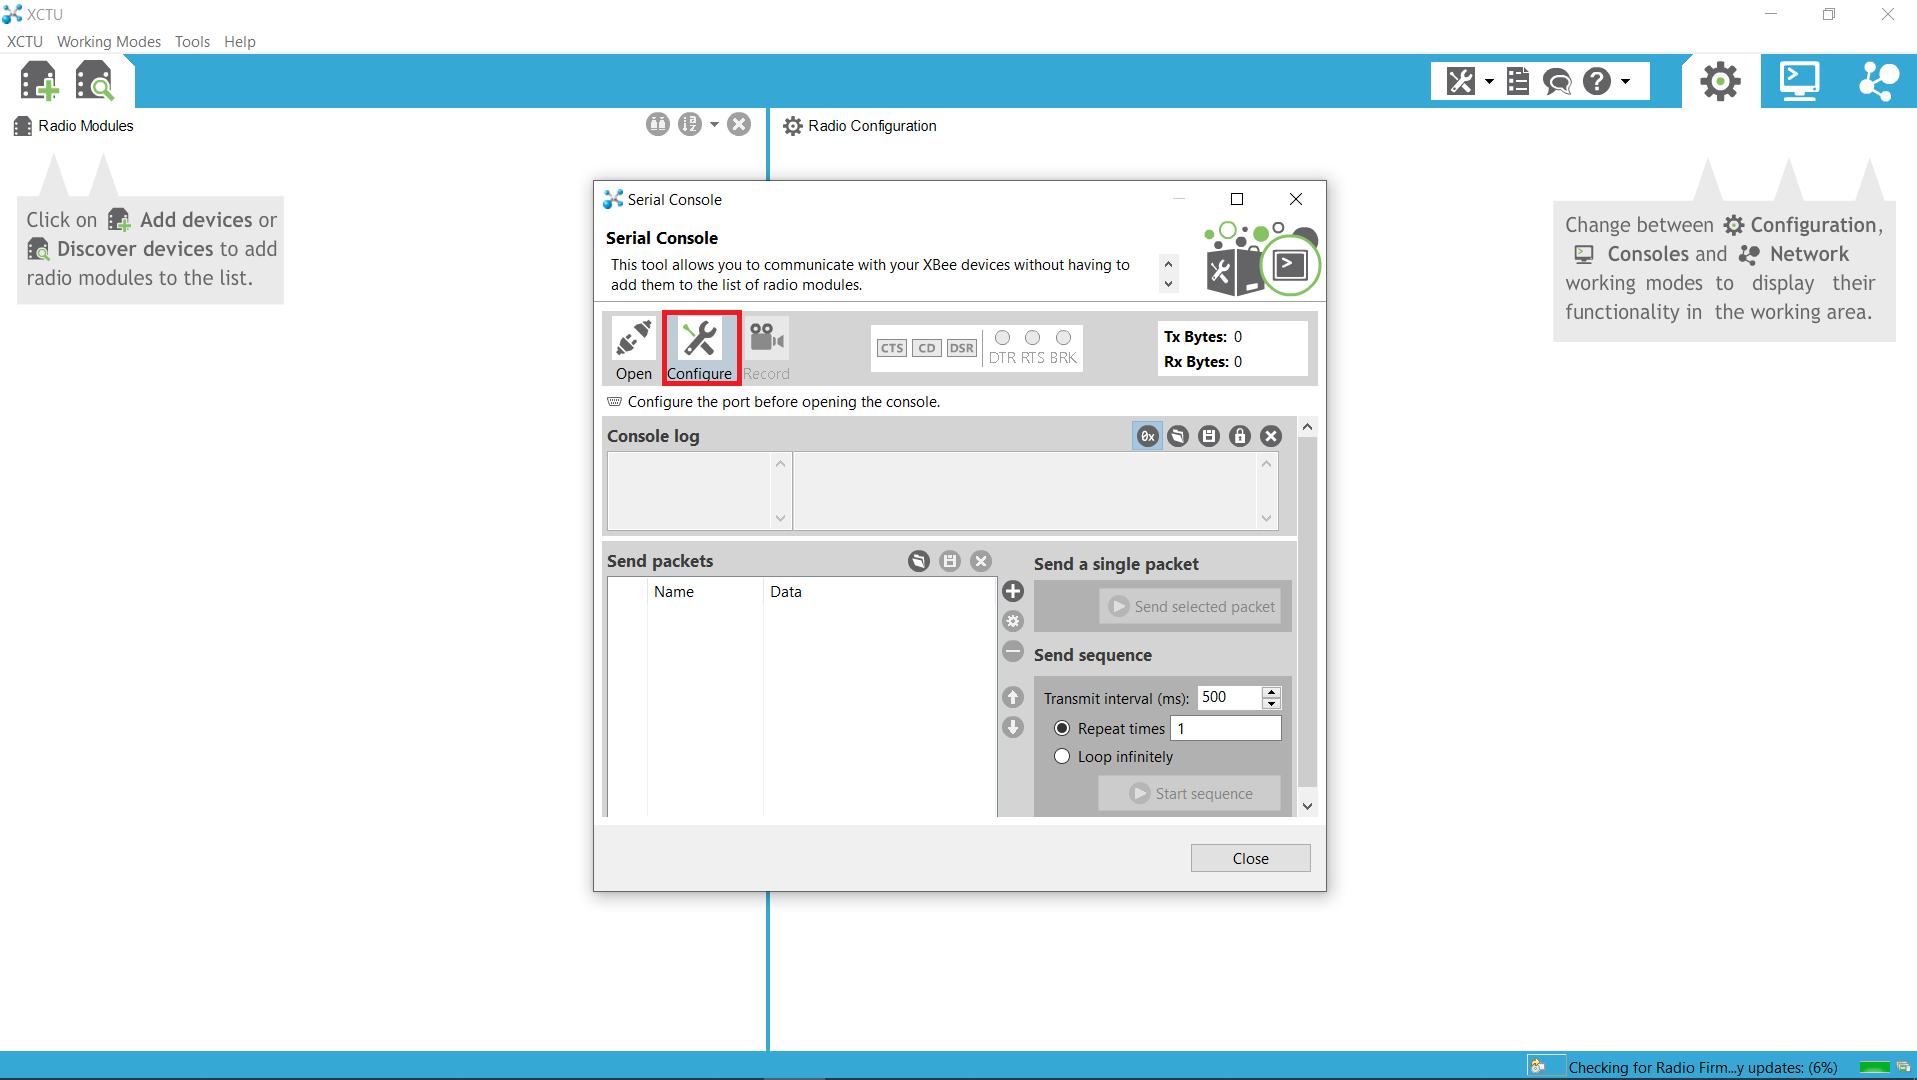 XCTU
XCTU Working Modes Tools Help
Radio Modules
Radio Configuration
Click on Add devices or
Discover devices to add
radio modules to the list.
Change between Configuration,
Consoles and Network
working modes to display their
functionality in the working area.
Serial Console
Serial Console
This tool allows you to communicate with your XBee devices without having to
add them to the list of radio modules.
Open Configure Record
CTS CD DSR DTR RTS BRK
Tx Bytes: 0
Rx Bytes: 0
Configure the port before opening the console.
Console log
0x
Send packets
Name Data
Send a single packet
Send selected packet
Send sequence
Transmit interval (ms): 500
Repeat times 1
Loop infinitely
Start sequence
Close
Checking for Radio Firm...y updates: (6%)